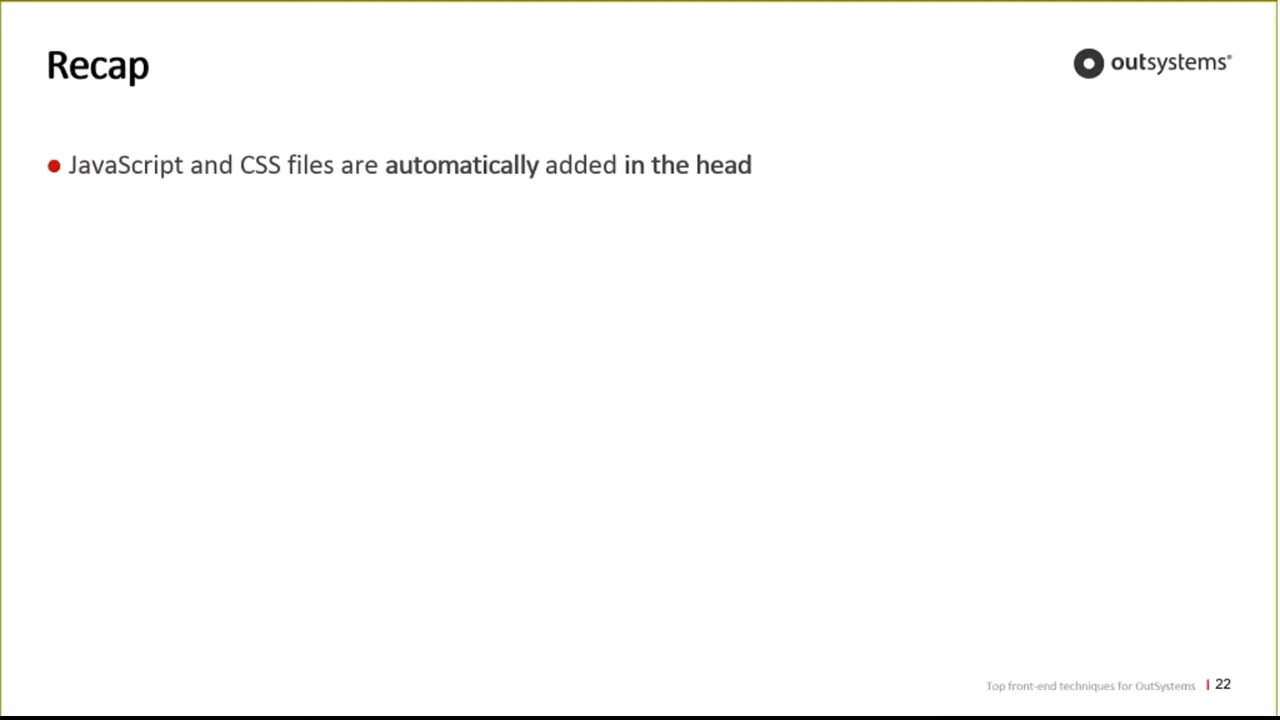 Recap
outsystems®
JavaScript and CSS files are automatically added in the head
Top front-end techniques for OutSystems | 22